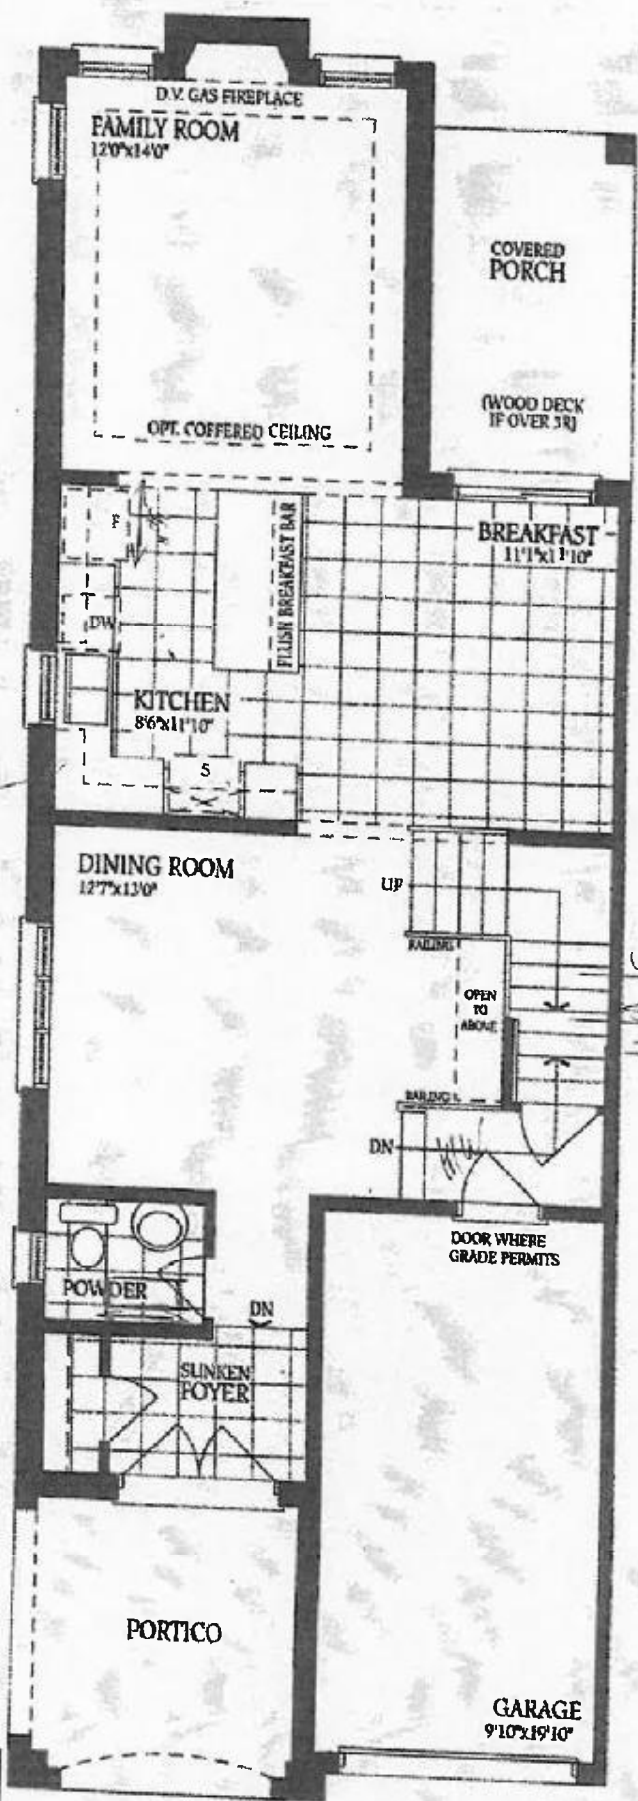 D.V. GAS FIREPLACE
FAMILY ROOM
12'0"x14'0"
COVERED
PORCH
(WOOD DECK
IF OVER 3R)
OPT. COFFERED CEILING
F
FLUSH BREAKFAST BAR
BREAKFAST
11'1"x11'10"
DW
KITCHEN
8'6"x11'10"
S
DINING ROOM
12'7"x13'0"
UP
RAILING
OPEN
TO
ABOVE
RAILING
DN
DOOR WHERE
GRADE PERMITS
POWDER
DN
SUNKEN
FOYER
PORTICO
GARAGE
9'10"x19'10"